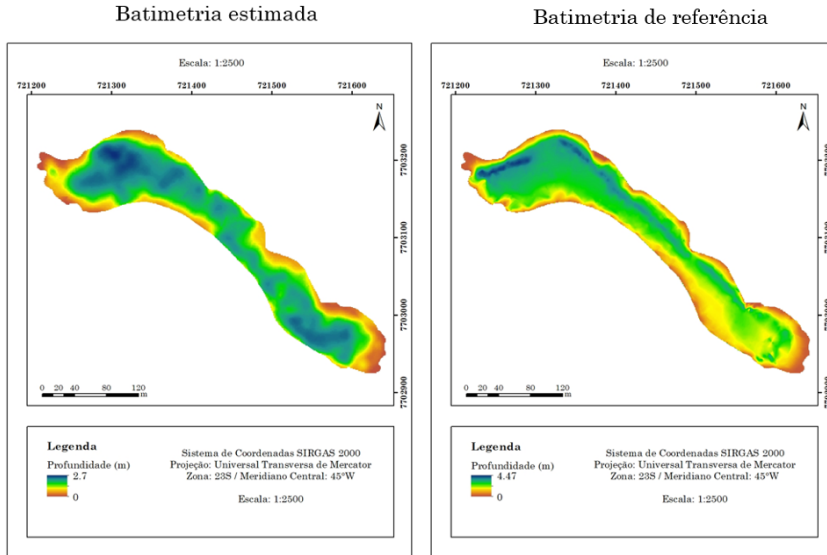 Batimetria estimada
Escala: 1:2500
721200 721300 721400 721500 721600
N
7703200
7703100
7703000
7702900
0 20 40 80 120
m
Legenda
Profundidade (m)
2.7
0
Sistema de Coordenadas SIRGAS 2000
Projeção: Universal Transversa de Mercator
Zona: 23S / Meridiano Central: 45°W
Escala: 1:2500
Batimetria de referência
Escala: 1:2500
721200 721300 721400 721500 721600
N
7703200
0 20 40 80 120
m
Legenda
Profundidade (m)
4.47
0
Sistema de Coordenadas SIRGAS 2000
Projeção: Universal Transversa de Mercator
Zona: 23S / Meridiano Central: 45°W
Escala: 1:2500